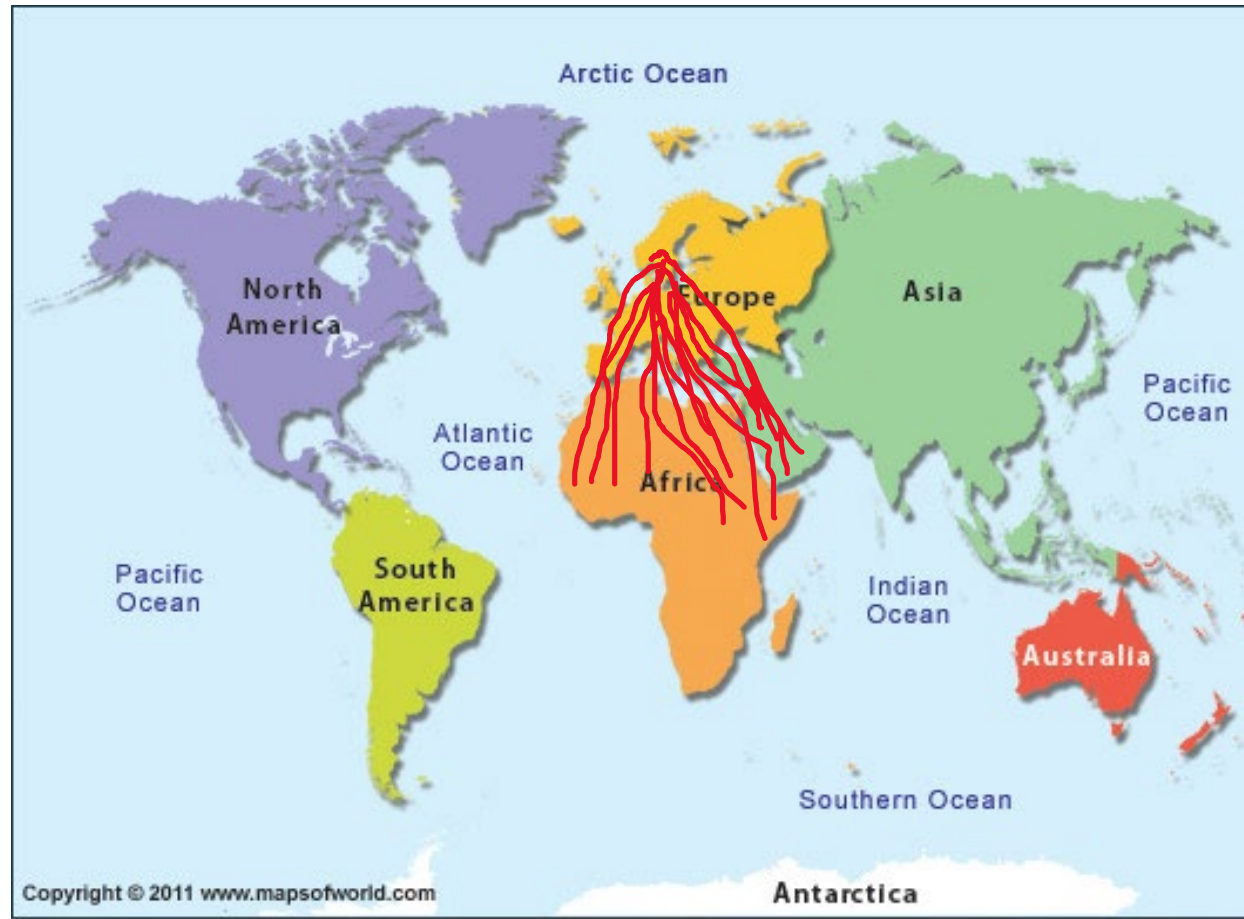 Arctic Ocean
North
America
Europe
Asia
Pacific
Ocean
Atlantic
Ocean
Africa
Pacific
Ocean
South
America
Indian
Ocean
Australia
Southern Ocean
Copyright © 2011 www.mapsofworld.com
Antarctica